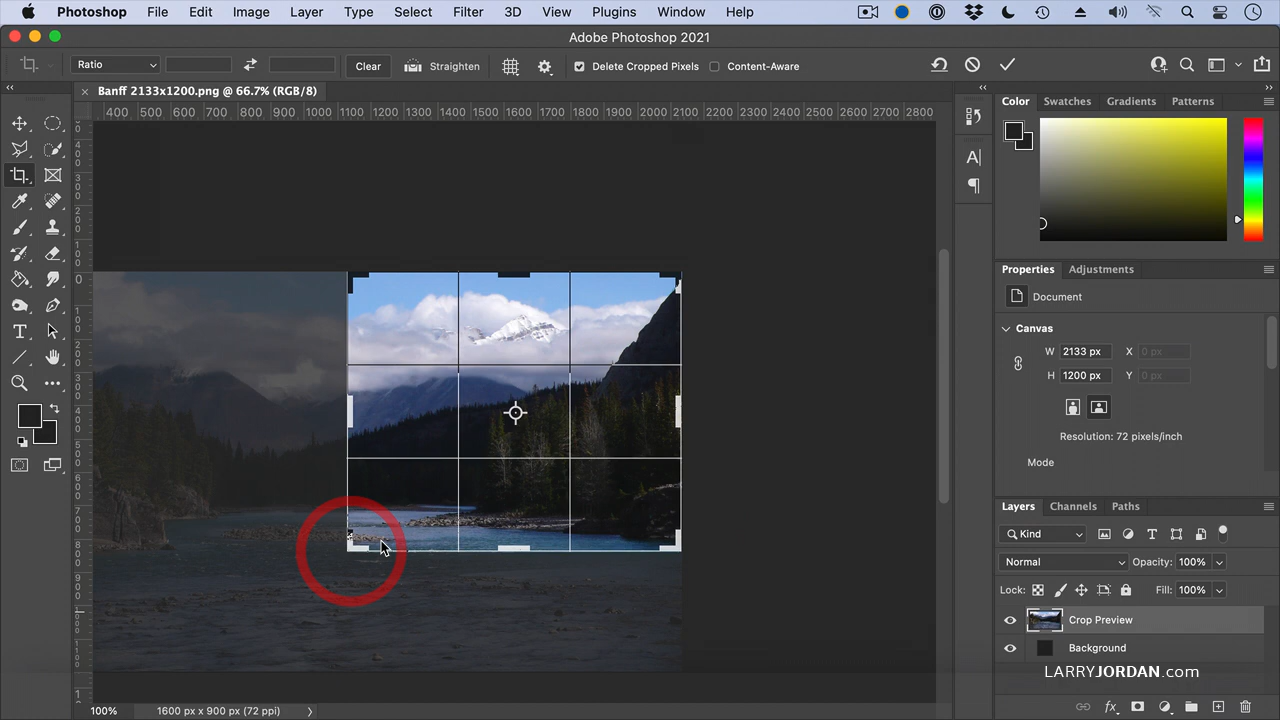 Photoshop File Edit Image Layer Type Select Filter 3D View Plugins Window Help
Adobe Photoshop 2021
Ratio Clear Straighten Delete Cropped Pixels Content-Aware
× Banff 2133x1200.png @ 66.7% (RGB/8)
400 500 600 700 800 900 1000 1100 1200 1300 1400 1500 1600 1700 1800 1900 2000 2100 2200 2300 2400 2500 2600 2700 2800
Color Swatches Gradients Patterns
Properties Adjustments
Document
Canvas
W 2133 px X 0 px
H 1200 px Y 0 px
Resolution: 72 pixels/inch
Mode
Layers Channels Paths
Kind
Normal Opacity: 100%
Lock: Fill: 100%
Crop Preview
Background
LARRYJORDAN.com
100% 1600 px x 900 px (72 ppi)